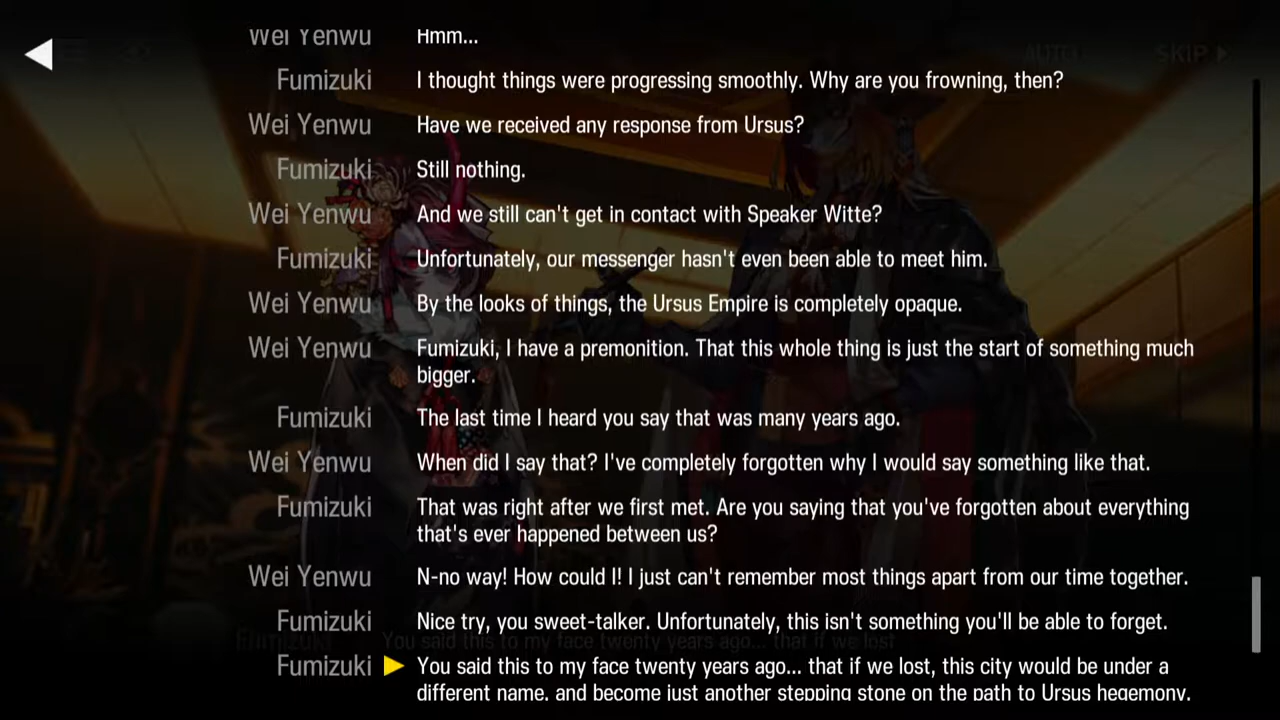 AUTO
SKIP
Wei Yenwu Hmm...
Fumizuki I thought things were progressing smoothly. Why are you frowning, then?
Wei Yenwu Have we received any response from Ursus?
Fumizuki Still nothing.
Wei Yenwu And we still can't get in contact with Speaker Witte?
Fumizuki Unfortunately, our messenger hasn't even been able to meet him.
Wei Yenwu By the looks of things, the Ursus Empire is completely opaque.
Wei Yenwu Fumizuki, I have a premonition. That this whole thing is just the start of something much
bigger.
Fumizuki The last time I heard you say that was many years ago.
Wei Yenwu When did I say that? I've completely forgotten why I would say something like that.
Fumizuki That was right after we first met. Are you saying that you've forgotten about everything
that's ever happened between us?
Wei Yenwu N-no way! How could I! I just can't remember most things apart from our time together.
Fumizuki Nice try, you sweet-talker. Unfortunately, this isn't something you'll be able to forget.
Fumizuki You said this to my face twenty years ago... that if we lost
Fumizuki You said this to my face twenty years ago... that if we lost, this city would be under a
different name, and become just another stepping stone on the path to Ursus hegemony.